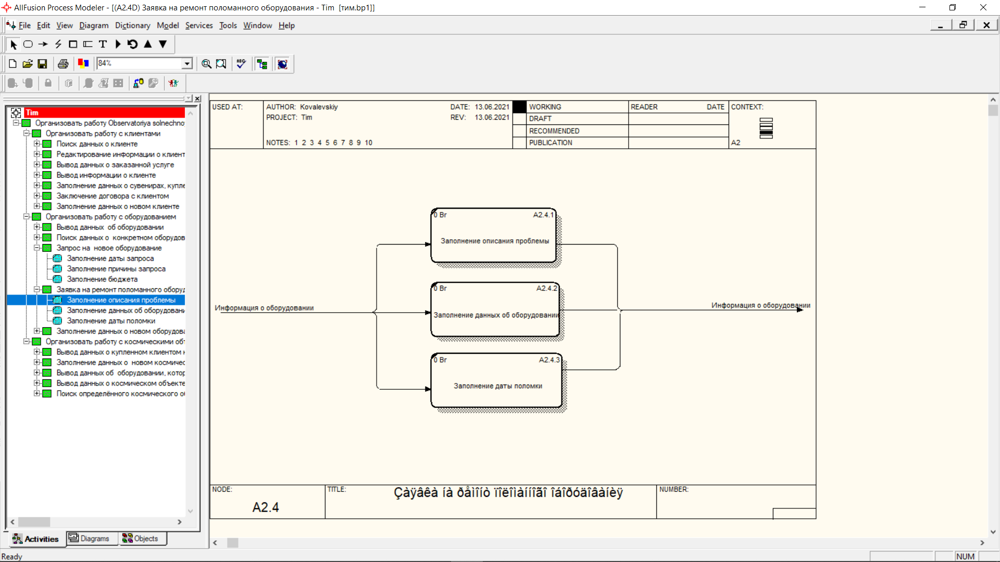 AllFusion Process Modeler - [(A2.4D) Заявка на ремонт поломанного оборудования - Tim [тим.bp1]]
File Edit View Diagram Dictionary Model Services Tools Window Help
T
84%
ABC
Tim
Организовать работу Observatoriya solnechno
Организовать работу с клиентами
Поиск данных о клиенте
Редактирование информации о клиент
Вывод данных о заказанной услуге
Вывод информации о клиенте
Заполнение данных о сувенирах, купле
Заключение договора с клиентом
Заполнение данных о новом клиенте
Организовать работу с оборудованием
Вывод данных об оборудовании
Поиск данных о конкретном оборудов
Запрос на новое оборудование
Заполнение даты запроса
Заполнение причины запроса
Заполнение бюджета
Заявка на ремонт поломанного оборуд
Заполнение описания проблемы
Заполнение данных об оборудовани
Заполнение даты поломки
Заполнение данных о новом оборудова
Организовать работу с космическими об
Вывод данных о купленном клиентом
Заполнение данных о новом космичес
Вывод данных об оборудовании, котор
Вывод данных о космическом объекте
Поиск определённого космического о
Activities Diagrams Objects
Ready
USED AT:
AUTHOR: Kovalevskiy
DATE: 13.06.2021
PROJECT: Tim
REV: 13.06.2021
NOTES: 1 2 3 4 5 6 7 8 9 10
WORKING
DRAFT
RECOMMENDED
PUBLICATION
READER DATE
CONTEXT:
A2
0 Br A2.4.1
Заполнение описания проблемы
0 Br A2.4.2
Заполнение данных об оборудовании
0 Br A2.4.3
Заполнение даты поломки
Информация о оборудовании
Информация о оборудовании
NODE:
A2.4
TITLE:
Çàÿâêà íà ðåìîíò ïîëîìàííîãî îáîðóäîâàíèÿ
NUMBER:
NUM